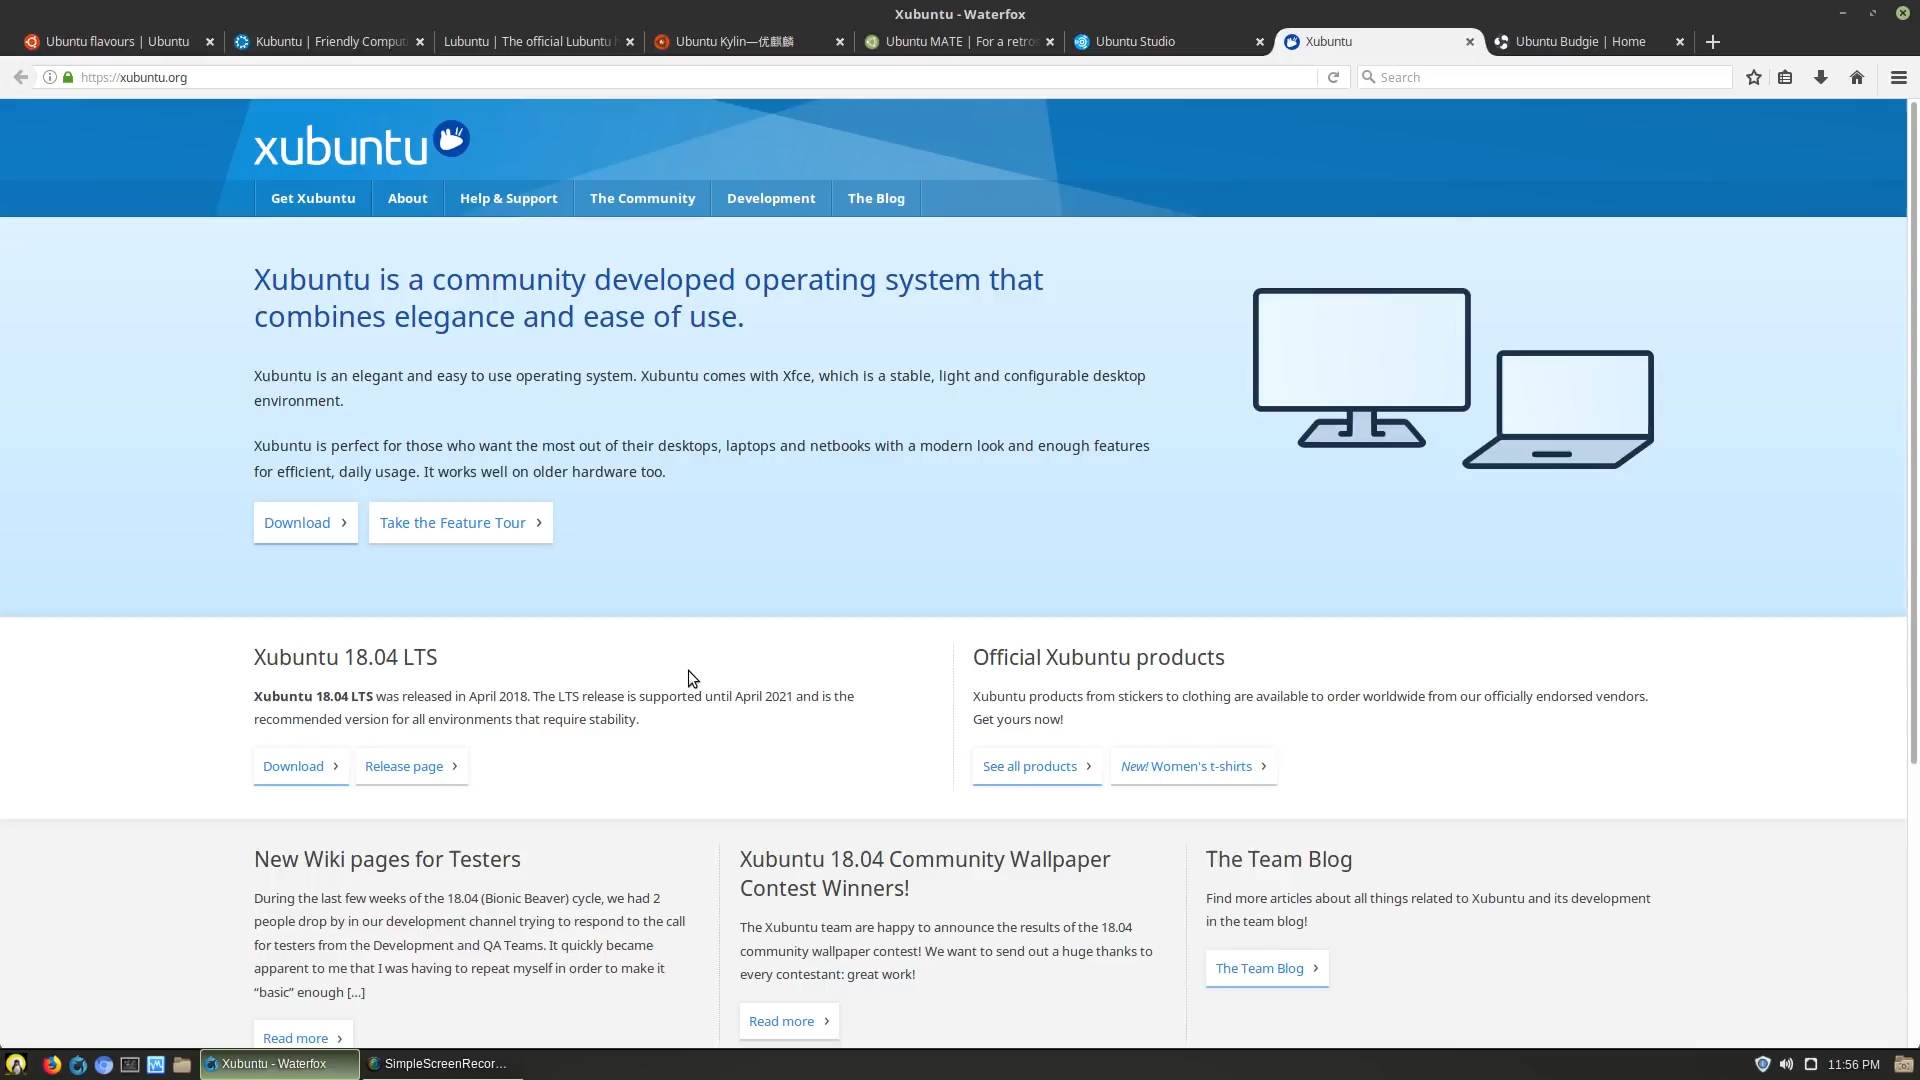 Xubuntu - Waterfox
Ubuntu flavours | Ubuntu
Kubuntu | Friendly Comput
Lubuntu | The official Lubuntu
Ubuntu Kylin—优麒麟
Ubuntu MATE | For a retros
Ubuntu Studio
Xubuntu
Ubuntu Budgie | Home
https://xubuntu.org
Search
xubuntu
Get Xubuntu
About
Help & Support
The Community
Development
The Blog
Xubuntu is a community developed operating system that
combines elegance and ease of use.
Xubuntu is an elegant and easy to use operating system. Xubuntu comes with Xfce, which is a stable, light and configurable desktop
environment.
Xubuntu is perfect for those who want the most out of their desktops, laptops and netbooks with a modern look and enough features
for efficient, daily usage. It works well on older hardware too.
Download ›
Take the Feature Tour ›
Xubuntu 18.04 LTS
Xubuntu 18.04 LTS was released in April 2018. The LTS release is supported until April 2021 and is the
recommended version for all environments that require stability.
Download ›
Release page ›
Official Xubuntu products
Xubuntu products from stickers to clothing are available to order worldwide from our officially endorsed vendors.
Get yours now!
See all products ›
New! Women's t-shirts ›
New Wiki pages for Testers
During the last few weeks of the 18.04 (Bionic Beaver) cycle, we had 2
people drop by in our development channel trying to respond to the call
for testers from the Development and QA Teams. It quickly became
apparent to me that I was having to repeat myself in order to make it
“basic” enough […]
Read more ›
Xubuntu 18.04 Community Wallpaper
Contest Winners!
The Xubuntu team are happy to announce the results of the 18.04
community wallpaper contest! We want to send out a huge thanks to
every contestant: great work!
Read more ›
The Team Blog
Find more articles about all things related to Xubuntu and its development
in the team blog!
The Team Blog ›
Xubuntu - Waterfox
SimpleScreenRecor...
11:56 PM